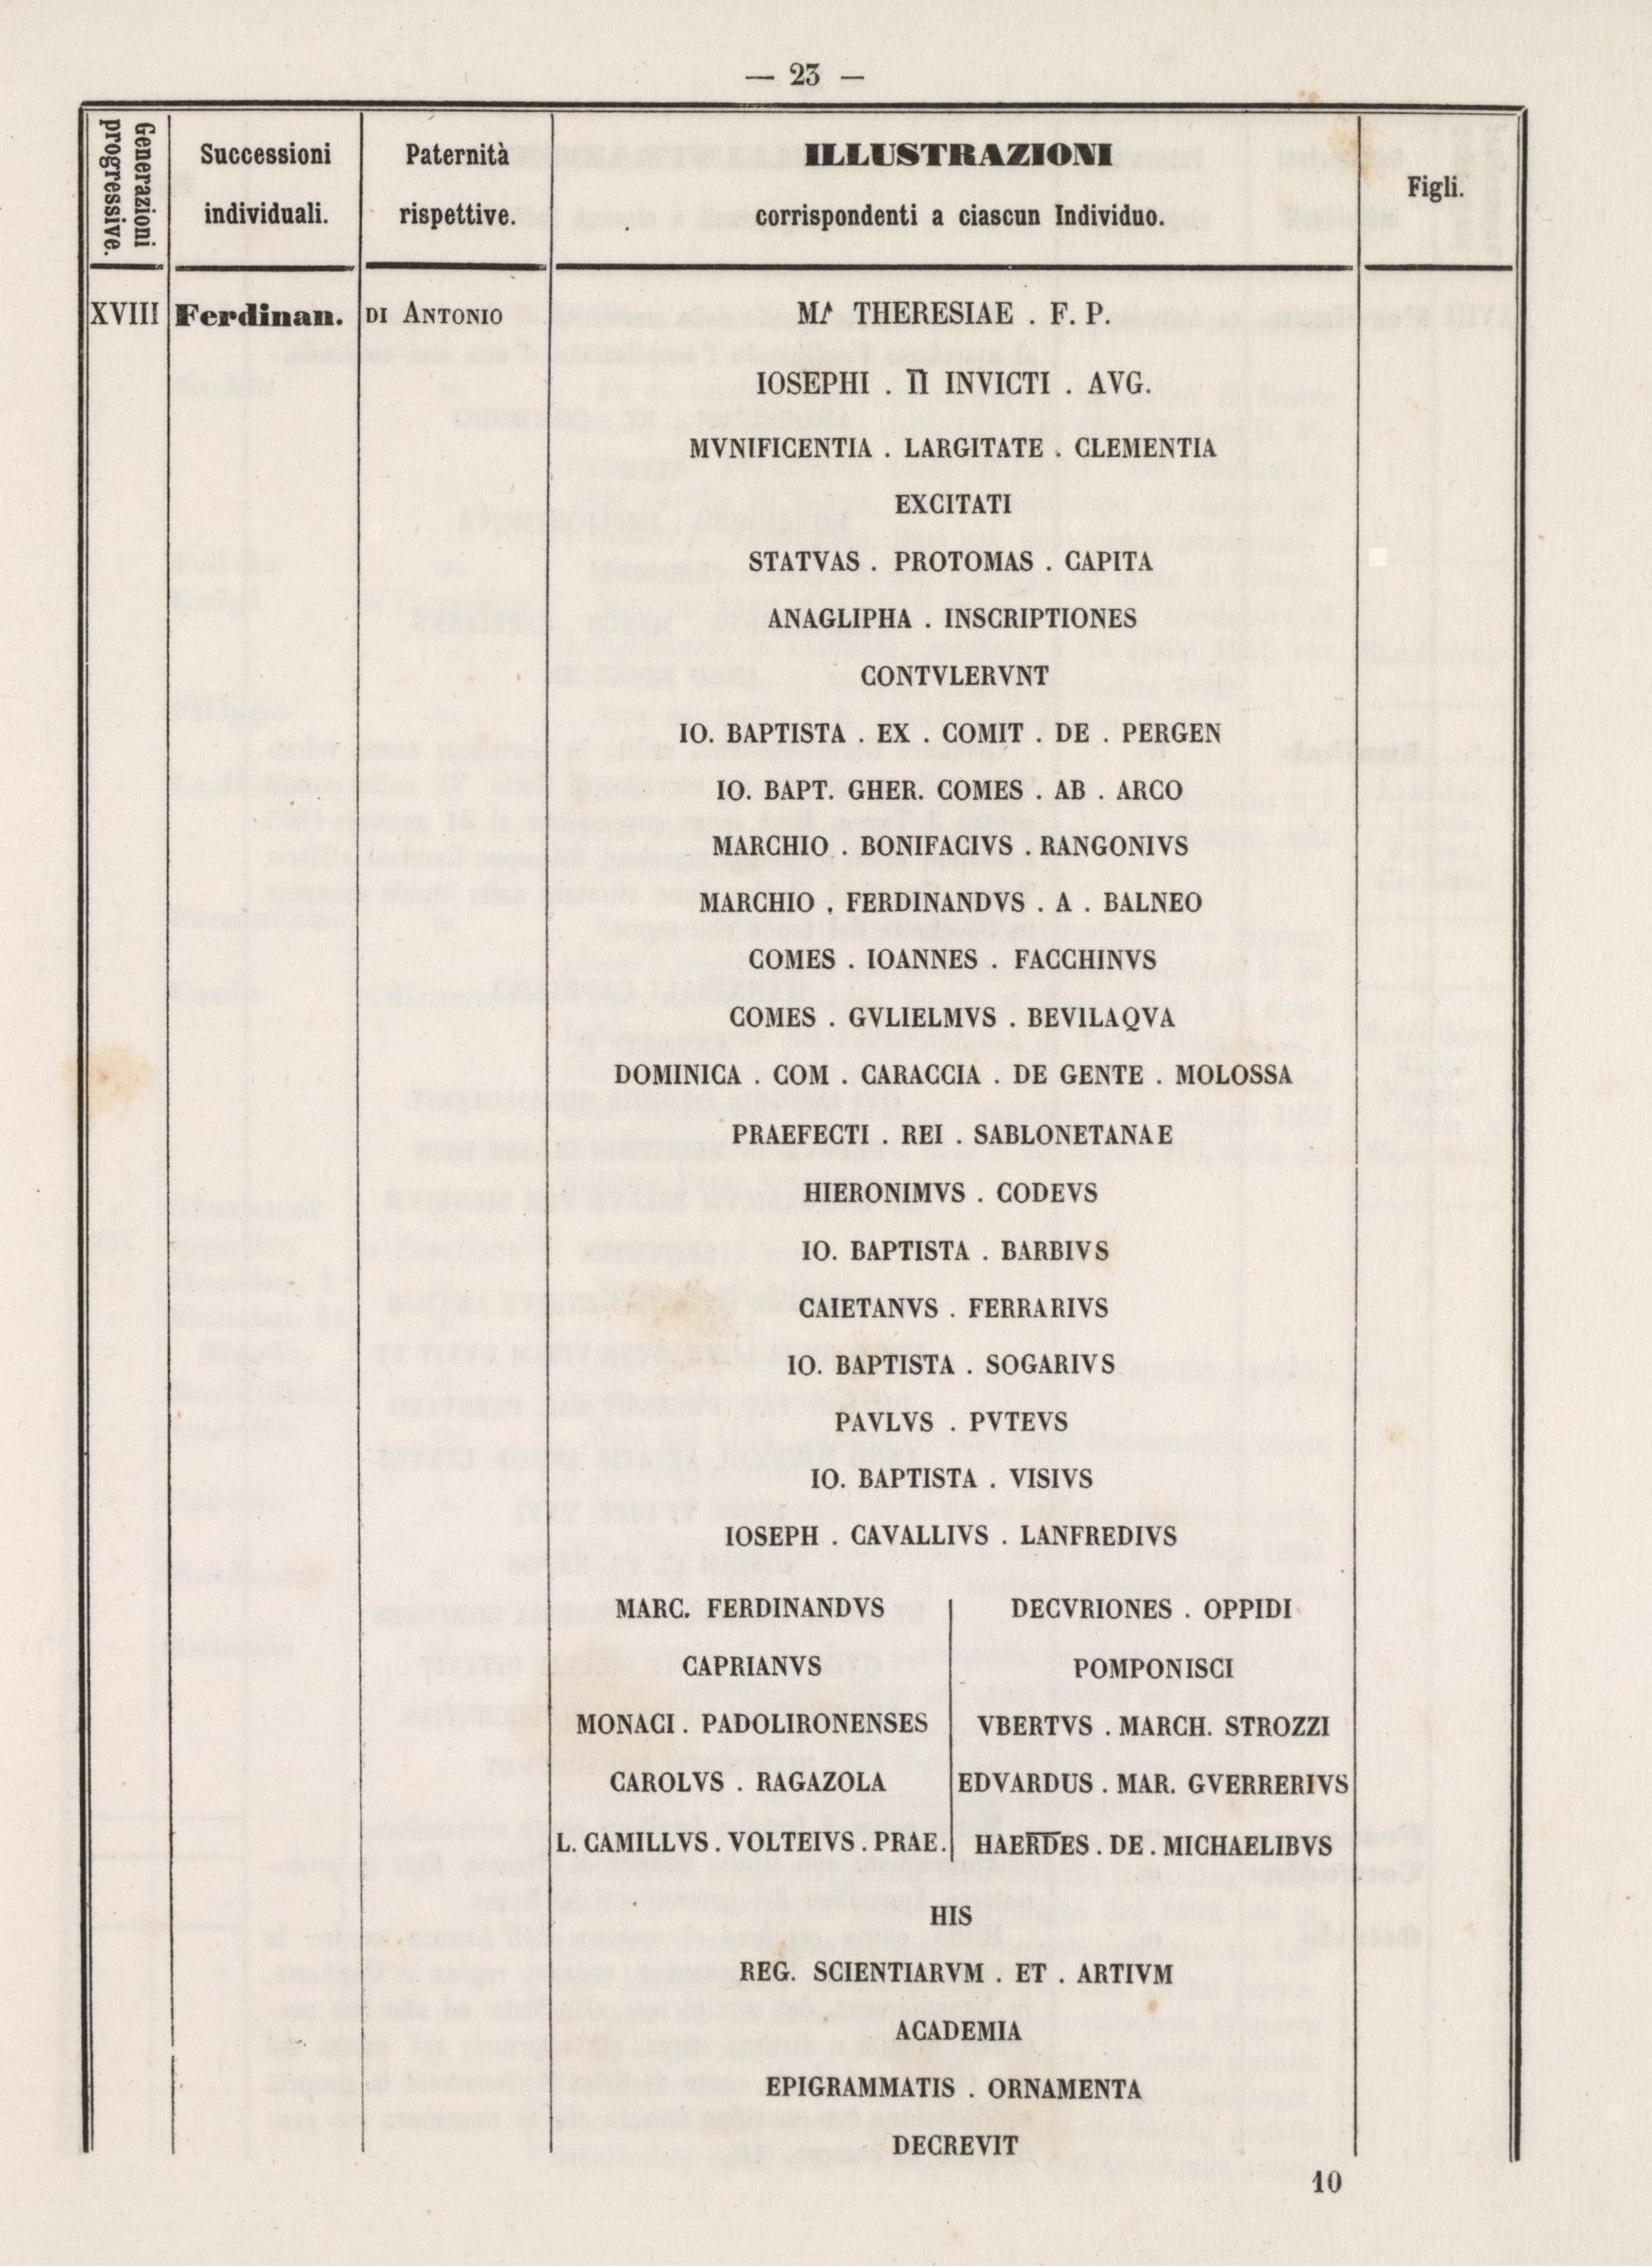 — 23 —
Generazioni
progressive.
Successioni
individuali.
Paternità
rispettive.
ILLUSTRAZIONI
corrispondenti a ciascun Individuo.
Figli.
XVIII Ferdinan. DI ANTONIO
MA THERESIAE . F. P.
IOSEPHI . II INVICTI . AVG.
MVNIFICENTIA . LARGITATE . CLEMENTIA
EXCITATI
STATVAS . PROTOMAS . CAPITA
ANAGLIPHA . INSCRIPTIONES
CONTVLERVNT
IO. BAPTISTA . EX . COMIT . DE . PERGEN
IO. BAPT. GHER. COMES . AB . ARCO
MARCHIO . BONIFACIVS . RANGONIVS
MARCHIO . FERDINANDVS . A . BALNEO
COMES . IOANNES . FACCHINVS
COMES . GVLIELMVS . BEVILAQVA
DOMINICA . COM . CARACCIA . DE GENTE . MOLOSSA
PRAEFECTI . REI . SABLONETANAE
HIERONIMVS . CODEVS
IO. BAPTISTA . BARBIVS
CAIETANVS . FERRARIVS
IO. BAPTISTA . SOGARIVS
PAVLVS . PVTEVS
IO. BAPTISTA . VISIVS
IOSEPH . CAVALLIVS . LANFREDIVS
MARC. FERDINANDVS
CAPRIANVS
MONACI . PADOLIRONENSES
CAROLVS . RAGAZOLA
L. CAMILLVS . VOLTEIVS . PRAE.
DECVRIONES . OPPIDI
POMPONISCI
VBERTVS . MARCH. STROZZI
EDVARDUS . MAR. GVERRERIVS
HAERDES . DE . MICHAELIBVS
HIS
REG. SCIENTIARVM . ET . ARTIVM
ACADEMIA
EPIGRAMMATIS . ORNAMENTA
DECREVIT
10